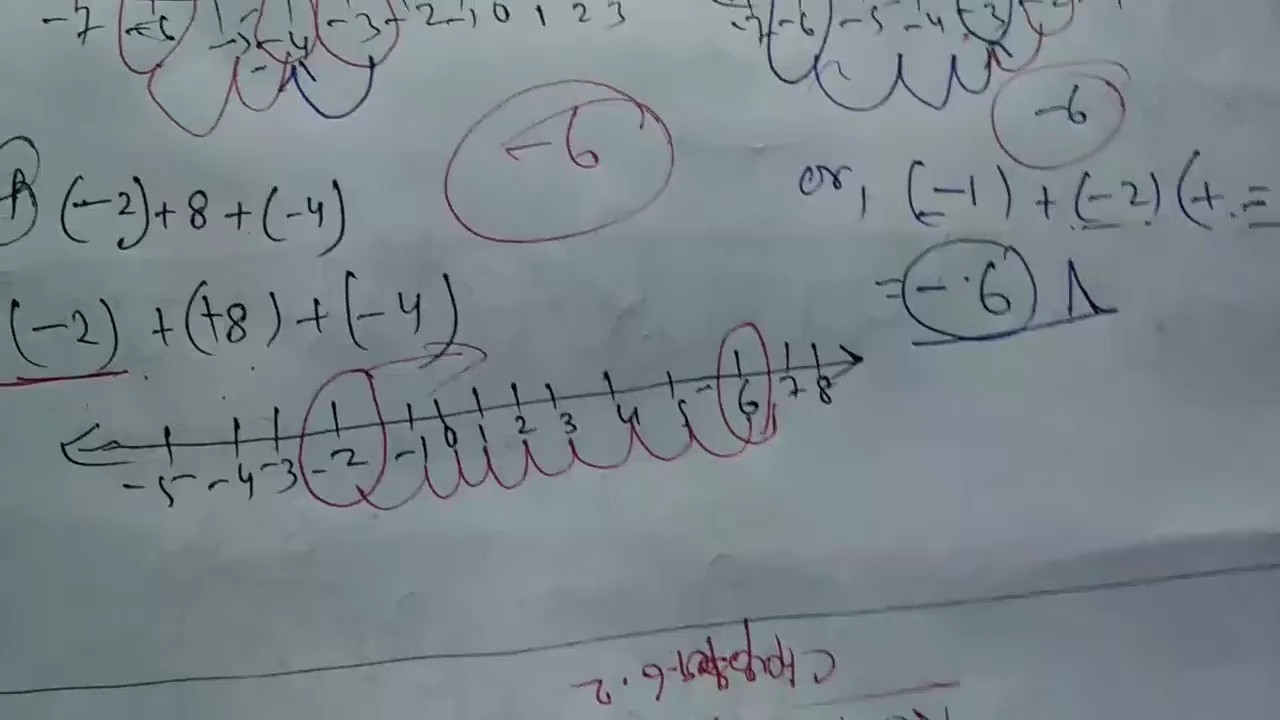 -7 -6 -5 -4 -3 -2 -1 0 1 2 3
-7 -6 -5 -4 -3
-6
-6
(-2)+8+(-4)
or, (-1) + (-2) (+ =
(-2) + (+8) + (-4)
= -6
-5 -4 -3 -2 -1 0 1 2 3 4 5 6 7 8
6.2